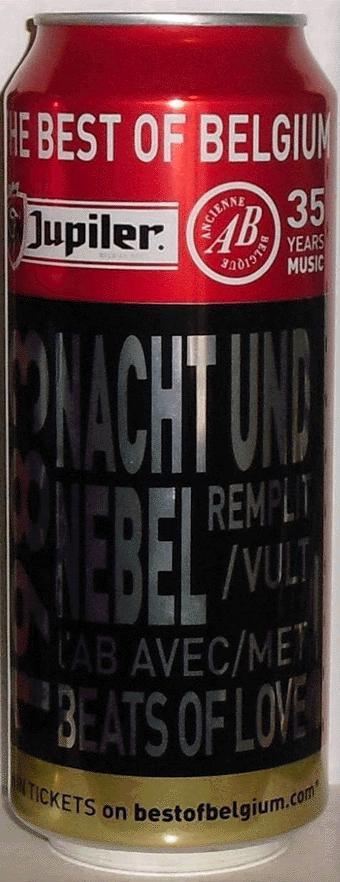 HE BEST OF BELGIUM
Jupiler.
ANCIENNE
AB
BELGIQUE
35
YEARS
MUSIC
1983
NACHT UND
NEBEL
REMPLIT
/VULT
L'AB AVEC/MET
BEATS OF LOVE
IN TICKETS on bestofbelgium.com*